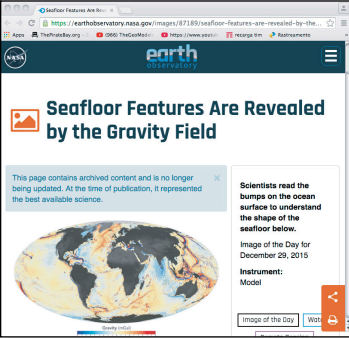 Seafloor Features Are Reve
https://earthobservatory.nasa.gov/images/87189/seafloor-features-are-revealed-by-the...
Apps ThePirateBay.org - (986) TheGeoModels https://www.youtu recarga tim Rastreamento »
NASA
earth
observatory
Seafloor Features Are Revealed
by the Gravity Field
This page contains archived content and is no longer
being updated. At the time of publication, it represented
the best available science.
Gravity (mGal)
Scientists read the
bumps on the ocean
surface to understand
the shape of the
seafloor below.
Image of the Day for
December 29, 2015
Instrument:
Model
Image of the Day Wat